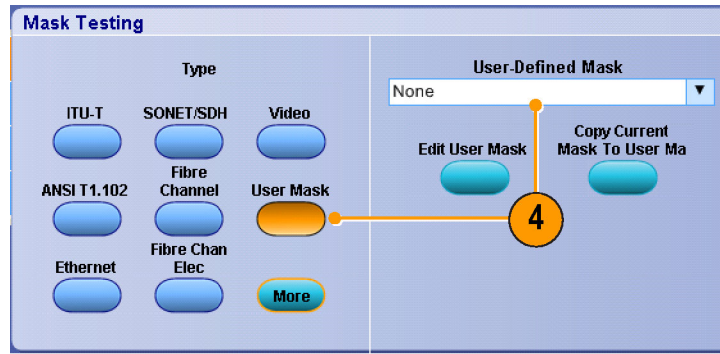 Mask Testing
Type
ITU-T
SONET/SDH
Video
ANSI T1.102
Fibre
Channel
User Mask
Ethernet
Fibre Chan
Elec
More
User-Defined Mask
None
Edit User Mask
Copy Current
Mask To User Ma
4